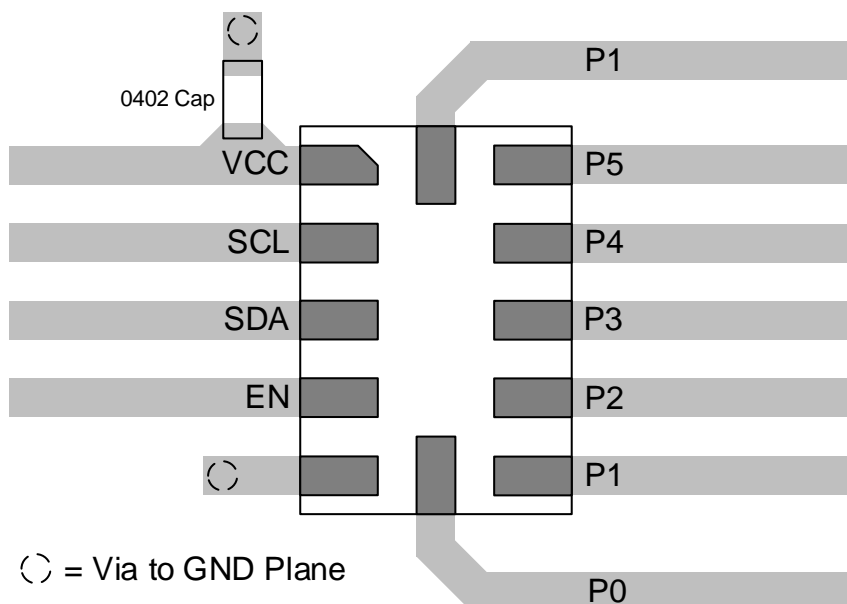 P1
0402 Cap
VCC
P5
SCL
P4
SDA
P3
EN
P2
P1
= Via to GND Plane
P0